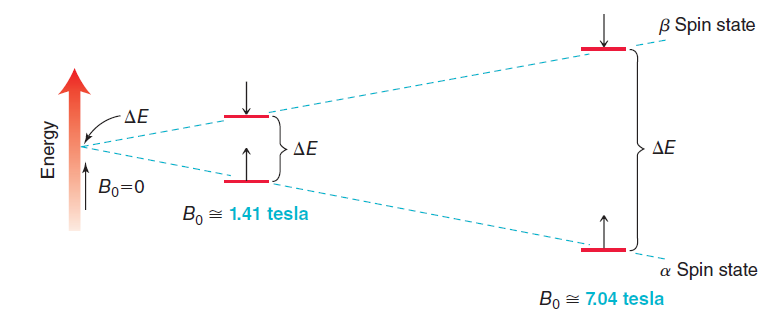 β Spin state
ΔE
Energy
ΔE
ΔE
B₀=0
B₀ ≅ 1.41 tesla
α Spin state
B₀ ≅ 7.04 tesla